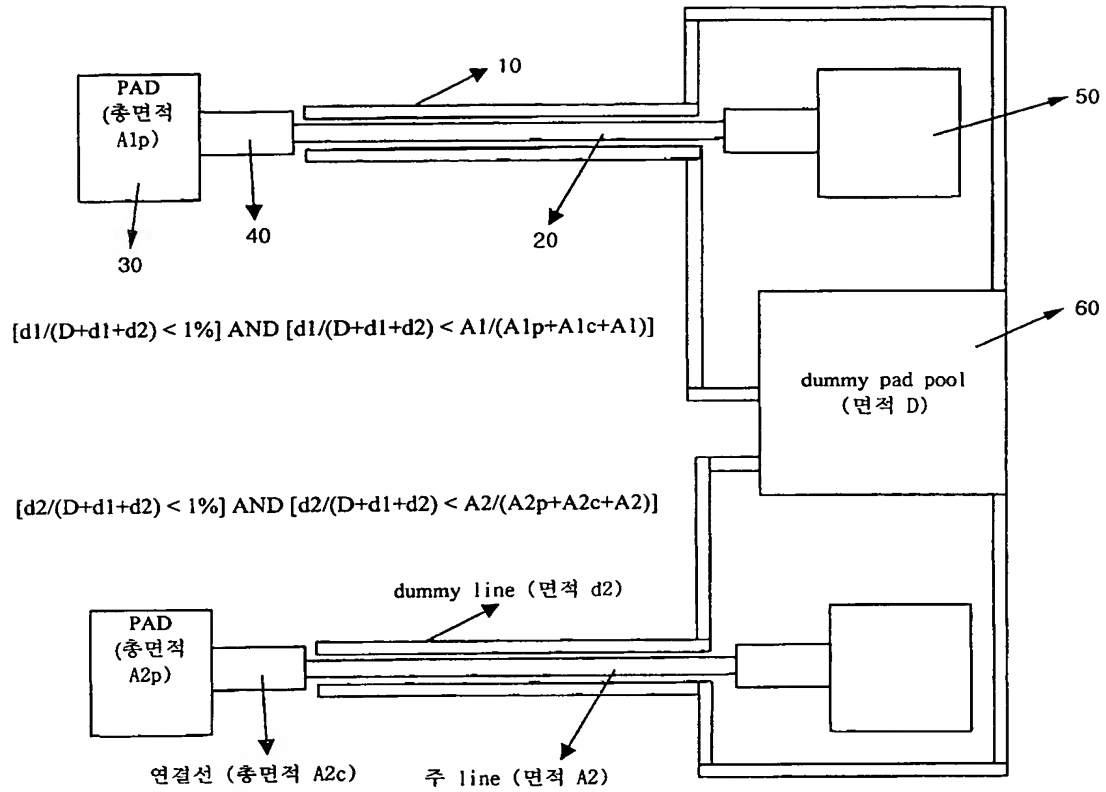 10
PAD
(총면적
A1p)
50
40
20
30
[d1/(D+d1+d2) < 1%] AND [d1/(D+d1+d2) < A1/(A1p+A1c+A1)]
60
dummy pad pool
(면적 D)
[d2/(D+d1+d2) < 1%] AND [d2/(D+d1+d2) < A2/(A2p+A2c+A2)]
dummy line (면적 d2)
PAD
(총면적
A2p)
연결선 (총면적 A2c)
주 line (면적 A2)